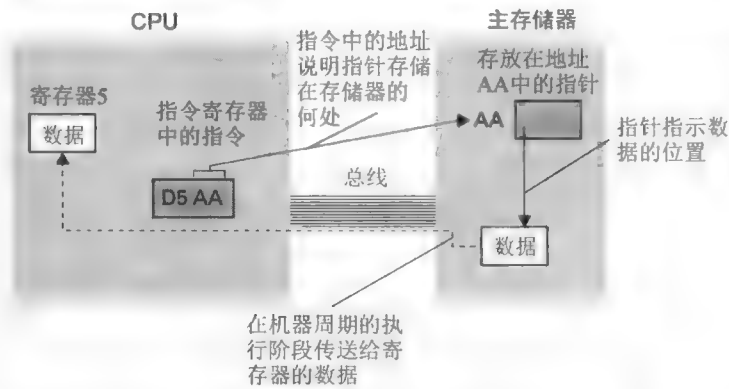 CPU
主存储器
指令中的地址
说明指针存储
在存储器的
何处
存放在地址
AA中的指针
寄存器5
数据
指令寄存器
中的指令
D5 AA
AA
指针指示数
据的位置
总线
数据
在机器周期的执
行阶段传送给寄
存器的数据